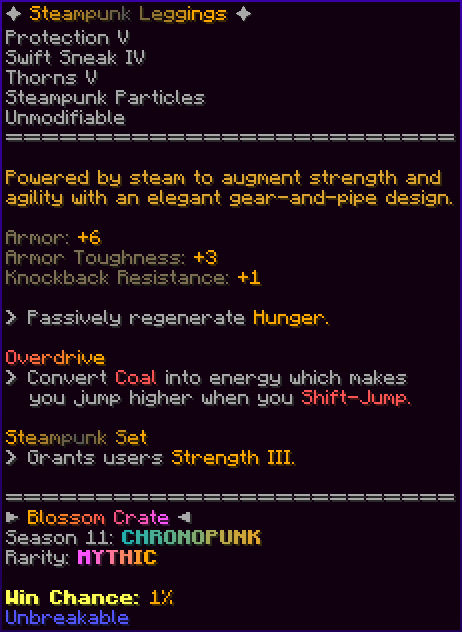 ✦ Steampunk Leggings ✦
Protection V
Swift Sneak IV
Thorns V
Steampunk Particles
Unmodifiable
Powered by steam to augment strength and
agility with an elegant gear-and-pipe design.
Armor: +6
Armor Toughness: +3
Knockback Resistance: +1
> Passively regenerate Hunger.
Overdrive
> Convert Coal into energy which makes
you jump higher when you Shift-Jump.
Steampunk Set
> Grants users Strength III.
► Blossom Crate ◄
Season 11: CHRONOPUNK
Rarity: MYTHIC
Win Chance: 1%
Unbreakable